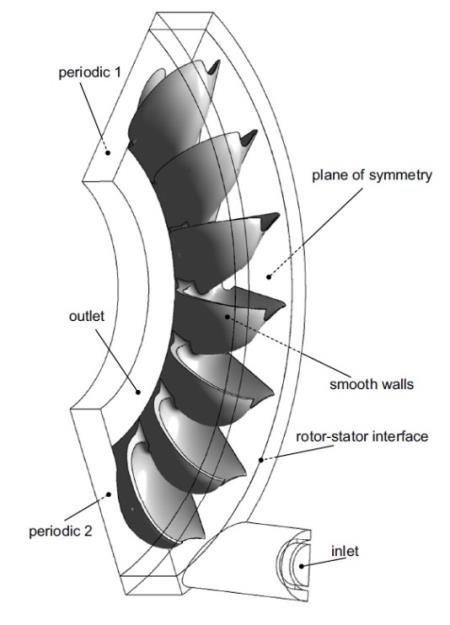 periodic 1
plane of symmetry
outlet
smooth walls
rotor-stator interface
periodic 2
inlet